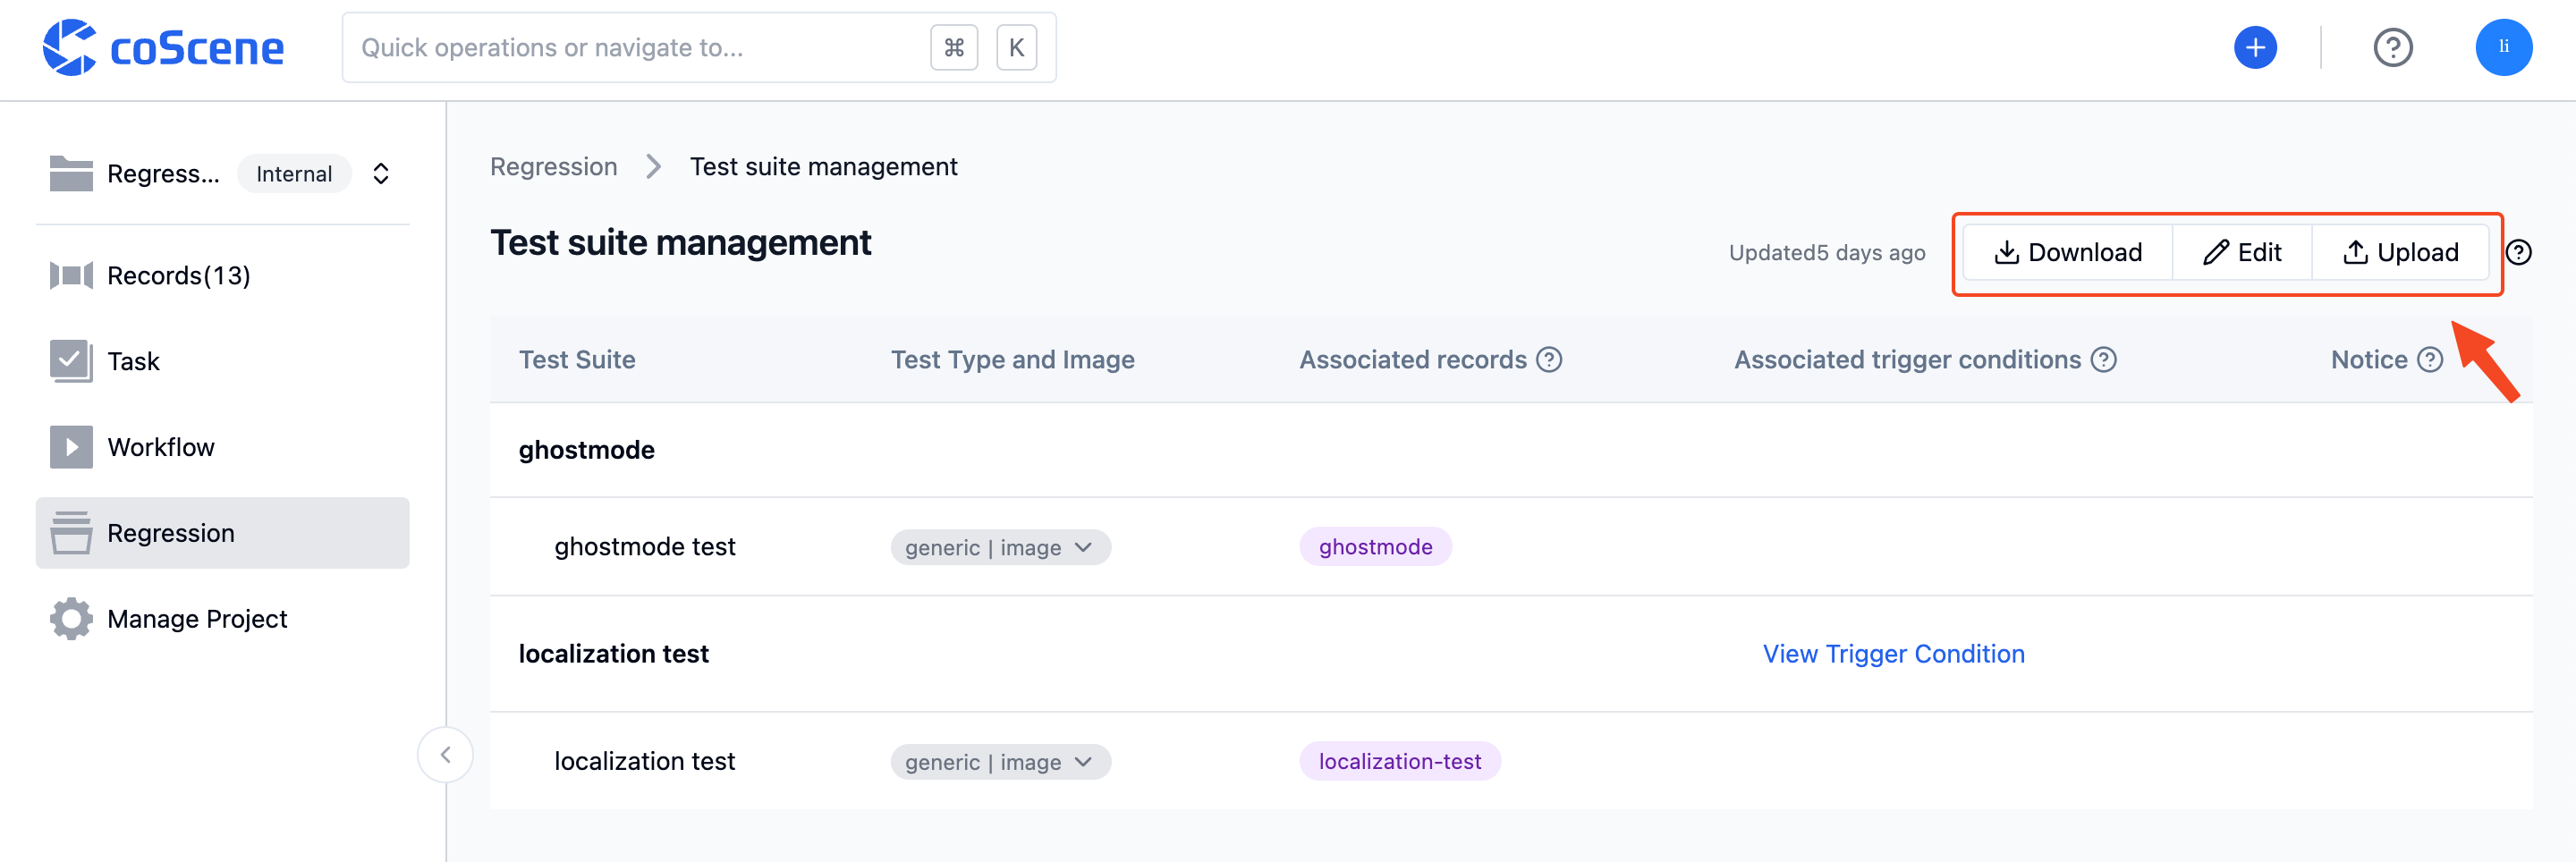 coScene
Quick operations or navigate to...
⌘ K
li
Regress... Internal
Records(13)
Task
Workflow
Regression
Manage Project
Regression > Test suite management
Test suite management
Updated5 days ago
Download
Edit
Upload
Test Suite Test Type and Image Associated records Associated trigger conditions Notice
ghostmode
ghostmode test generic | image ghostmode
localization test View Trigger Condition
localization test generic | image localization-test